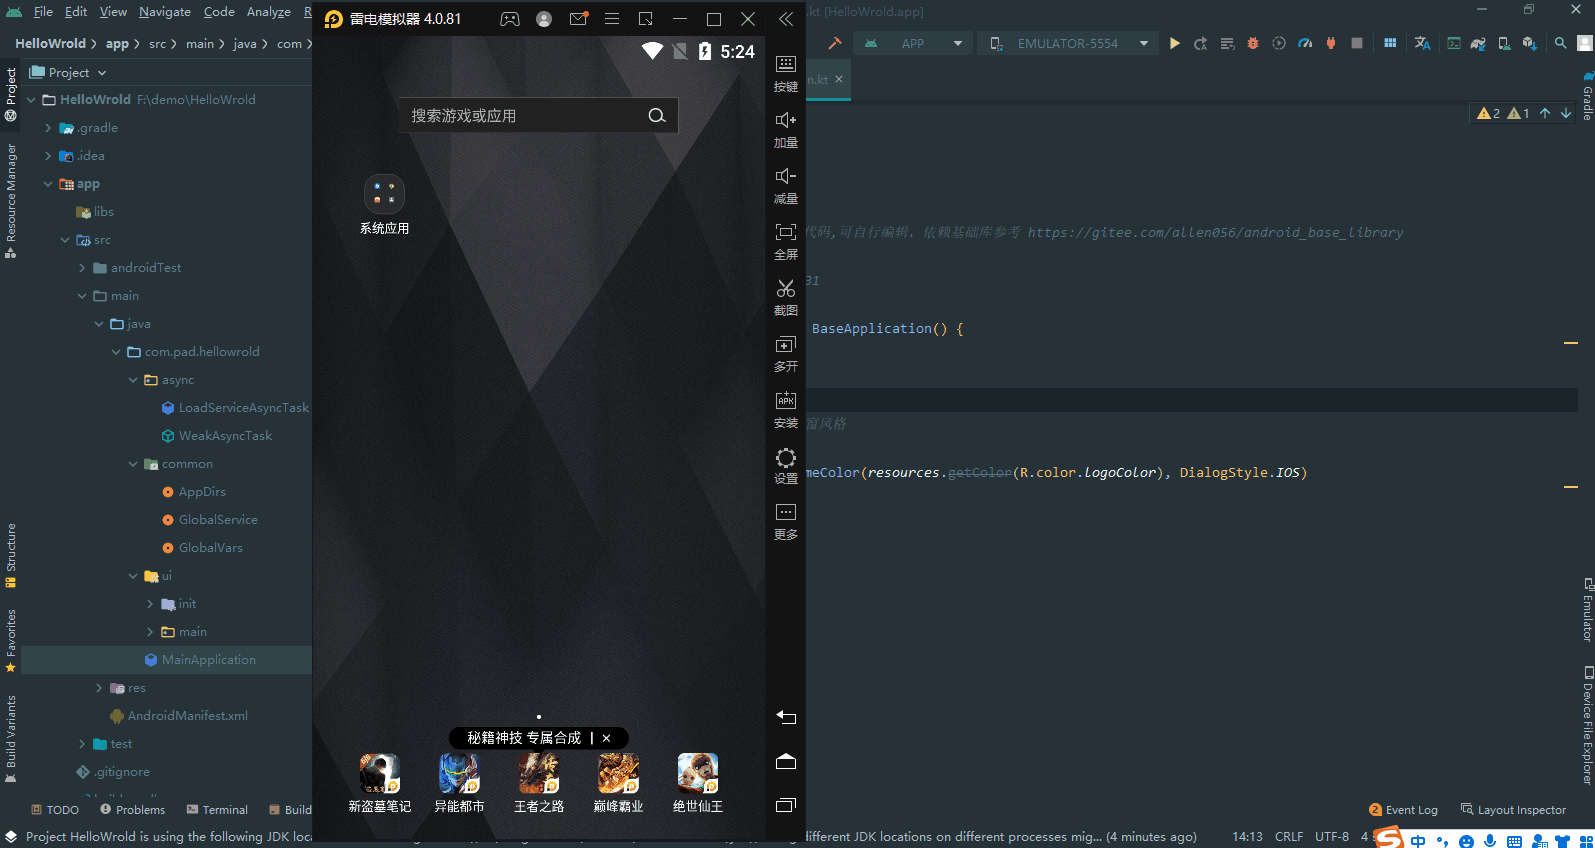 File Edit View Navigate Code Analyze
雷电模拟器 4.0.81
[HelloWrold.app]
HelloWrold app src main java com
APP
EMULATOR-5554
5:24
Project
HelloWrold F:\demo\HelloWrold
.gradle
.idea
app
libs
src
androidTest
main
java
com.pad.hellowrold
async
LoadServiceAsyncTask
WeakAsyncTask
common
AppDirs
GlobalService
GlobalVars
ui
init
main
MainApplication
res
AndroidManifest.xml
test
.gitignore
Project
Resource Manager
Structure
Favorites
Build Variants
搜索游戏或应用
系统应用
秘籍神技 专属合成 | ×
新盗墓笔记
异能都市
王者之路
巅峰霸业
绝世仙王
按键
加量
减量
全屏
截图
多开
APK
安装
设置
更多
n.kt
2 1
代码,可自行编辑，依赖基础库参考 https://gitee.com/allen056/android_base_library
31
BaseApplication() {
窗风格
meColor(resources.getColor(R.color.logoColor), DialogStyle.IOS)
Gradle
Emulator
Device File Explorer
TODO Problems Terminal Build
2 Event Log Layout Inspector
Project HelloWrold is using the following JDK loca
different JDK locations on different processes mig... (4 minutes ago)
14:13 CRLF UTF-8 4
中